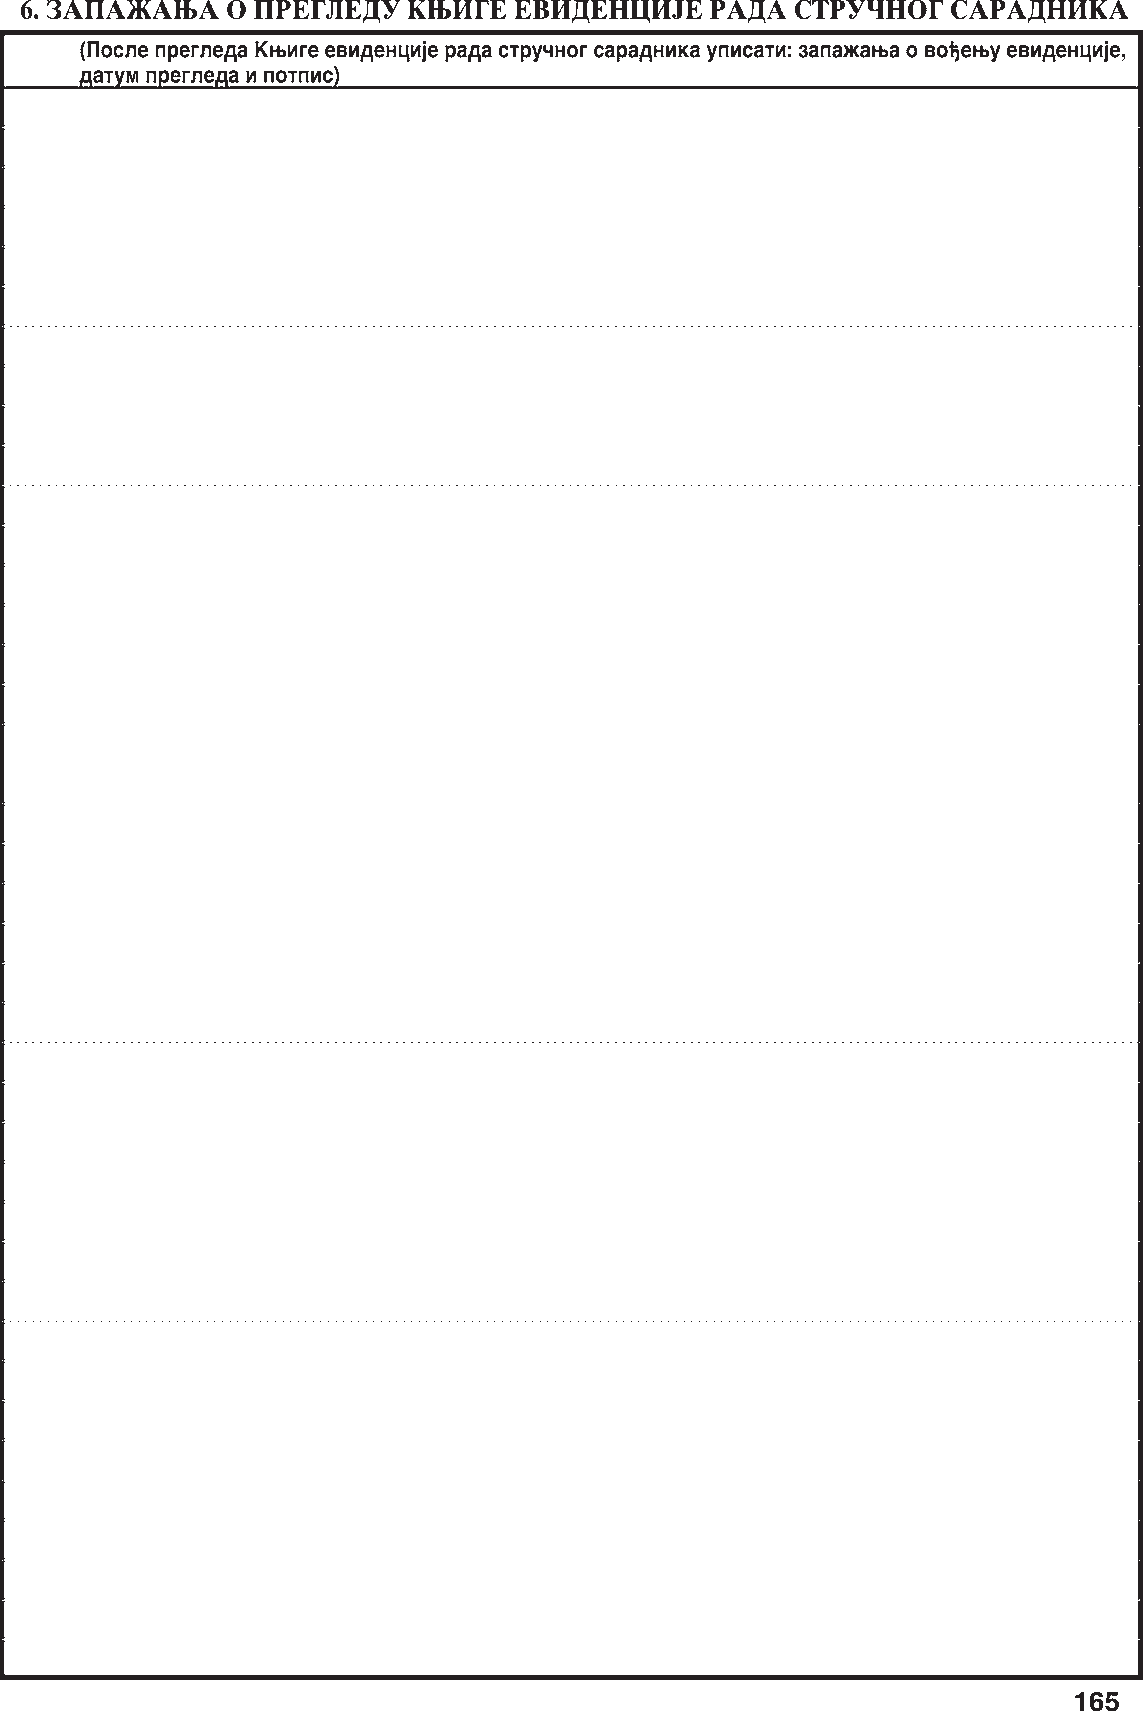 6. ЗАПАЖАЊА О ПРЕГЛЕДУ КЊИГЕ ЕВИДЕНЦИЈЕ РАДА СТРУЧНОГ САРАДНИКА
(После прегледа Књиге евиденције рада стручног сарадника уписати: запажања о вођењу евиденције,
датум прегледа и потпис)
165